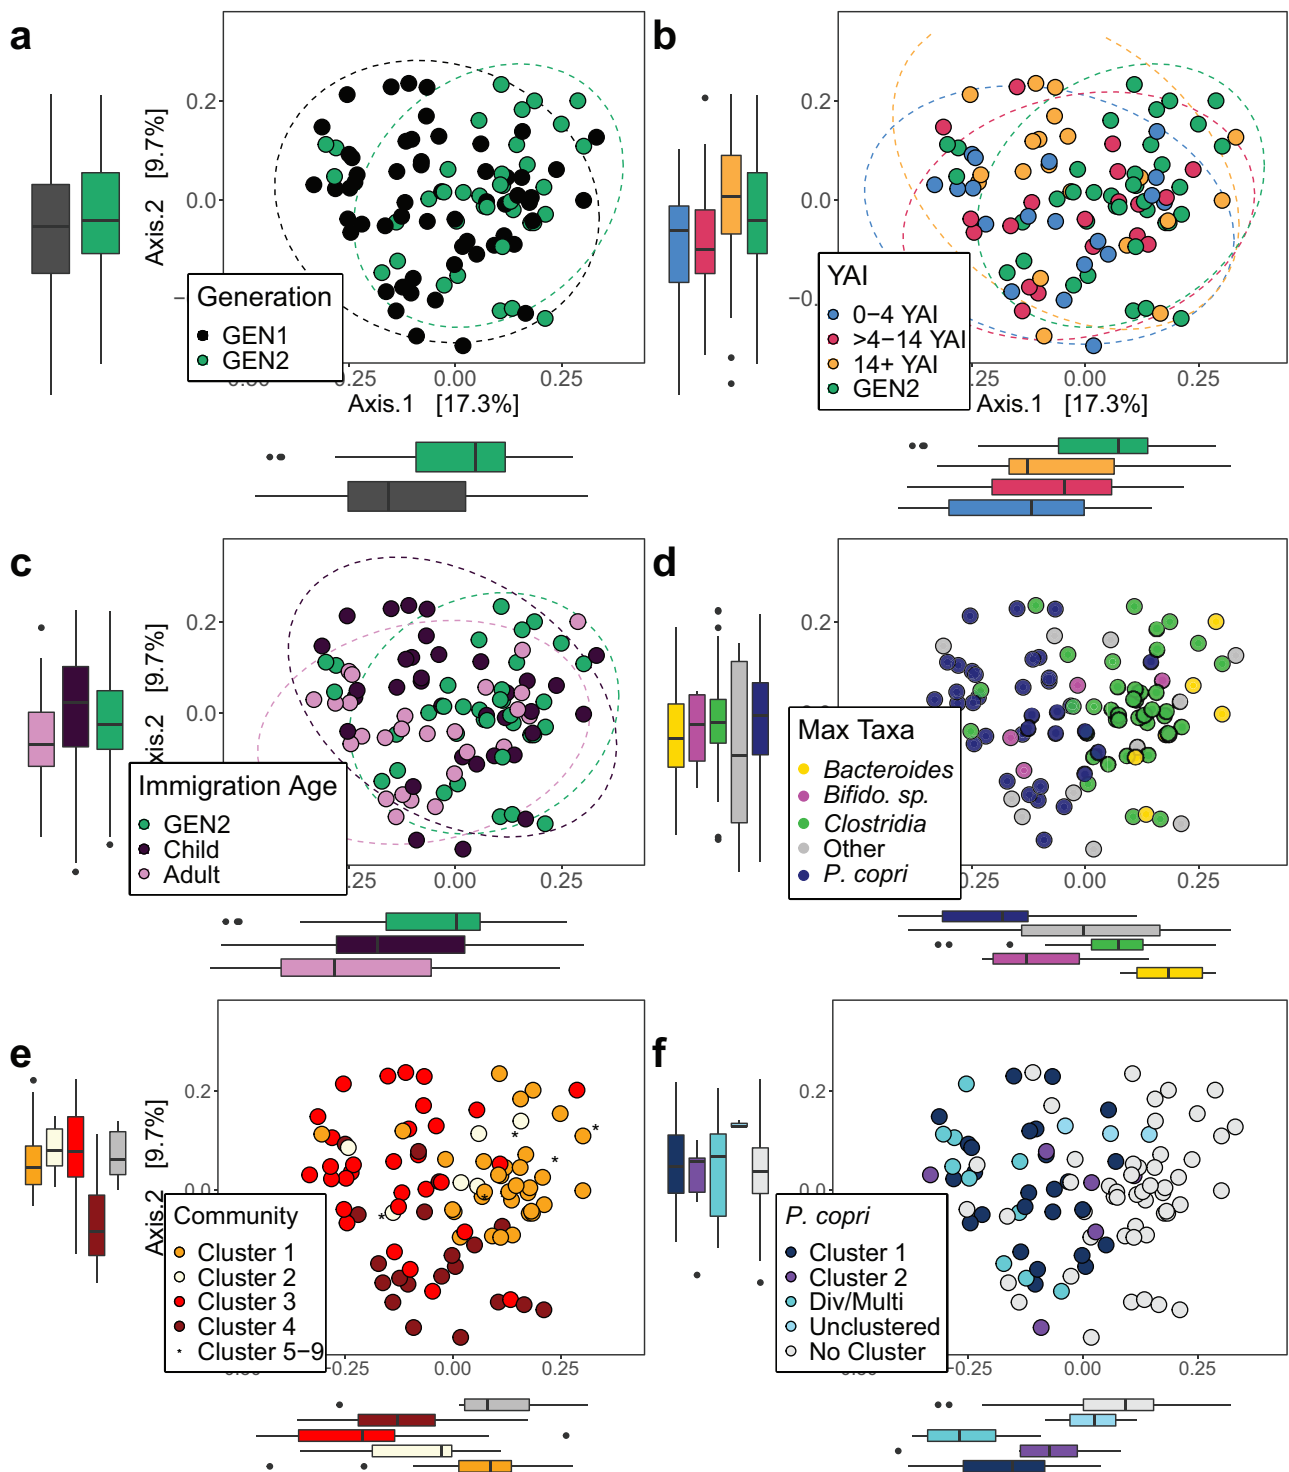 a
Axis.2 [9.7%]
0.2
0.0
Generation
GEN1
GEN2
0.25
0.00
0.25
Axis.1 [17.3%]
b
0.2
0.0
−0.
YAI
0−4 YAI
>4−14 YAI
14+ YAI
GEN2
25
0.00
0.25
Axis.1 [17.3%]
c
xis.2 [9.7%]
0.2
0.0
Immigration Age
GEN2
Child
Adult
0.25
0.00
0.25
d
0.2
Max Taxa
Bacteroides
Bifido. sp.
Clostridia
Other
P. copri
.25
0.00
0.25
e
Axis.2 [9.7%]
0.2
0.0
Community
Cluster 1
Cluster 2
Cluster 3
Cluster 4
* Cluster 5−9
−0.25
0.00
0.25
f
0.2
0.0
P. copri
Cluster 1
Cluster 2
Div/Multi
Unclustered
No Cluster
−0.25
0.00
0.25